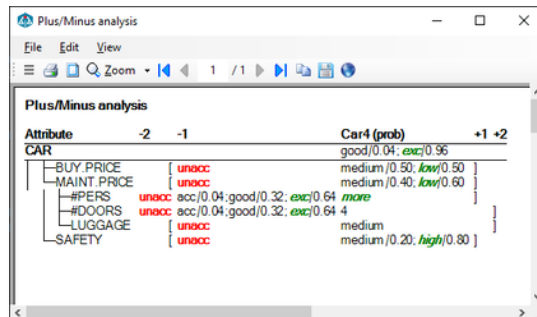 Plus/Minus analysis
File Edit View
Zoom 1 /1
Plus/Minus analysis
Attribute -2 -1 Car4 (prob) +1 +2
CAR good/0.04; exc/0.96
BUY.PRICE [ unacc medium/0.50; low/0.50 ]
MAINT.PRICE [ unacc medium/0.40; low/0.60 ]
#PERS unacc acc/0.04;good/0.32; exc/0.64 more ]
#DOORS unacc acc/0.04;good/0.32; exc/0.64 4 ]
LUGGAGE [ unacc medium ]
SAFETY [ unacc medium/0.20; high/0.80 ]